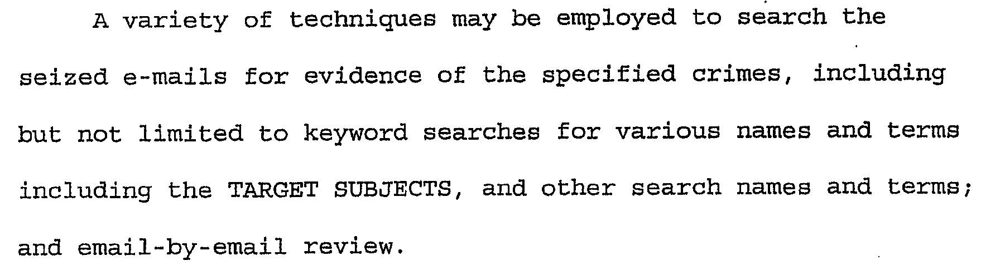 A variety of techniques may be employed to search the
seized e-mails for evidence of the specified crimes, including
but not limited to keyword searches for various names and terms
including the TARGET SUBJECTS, and other search names and terms;
and email-by-email review.